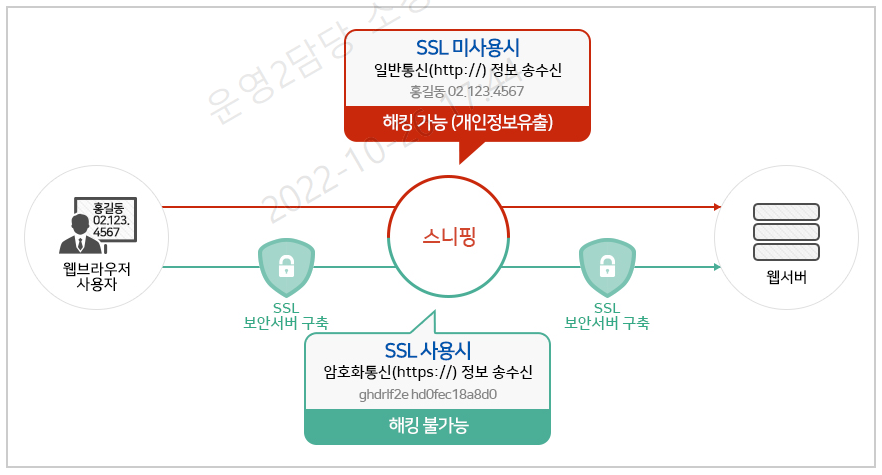 운영2담당
2022-10-2
SSL 미사용시
일반통신(http://) 정보 송수신
홍길동 02.123.4567
해킹 가능 (개인정보유출)
홍길동
02.123.
4567
웹브라우저
사용자
스니핑
웹서버
SSL
보안서버 구축
SSL
보안서버 구축
SSL 사용시
암호화통신(https://) 정보 송수신
ghdrlf2e hd0fec18a8d0
해킹 불가능